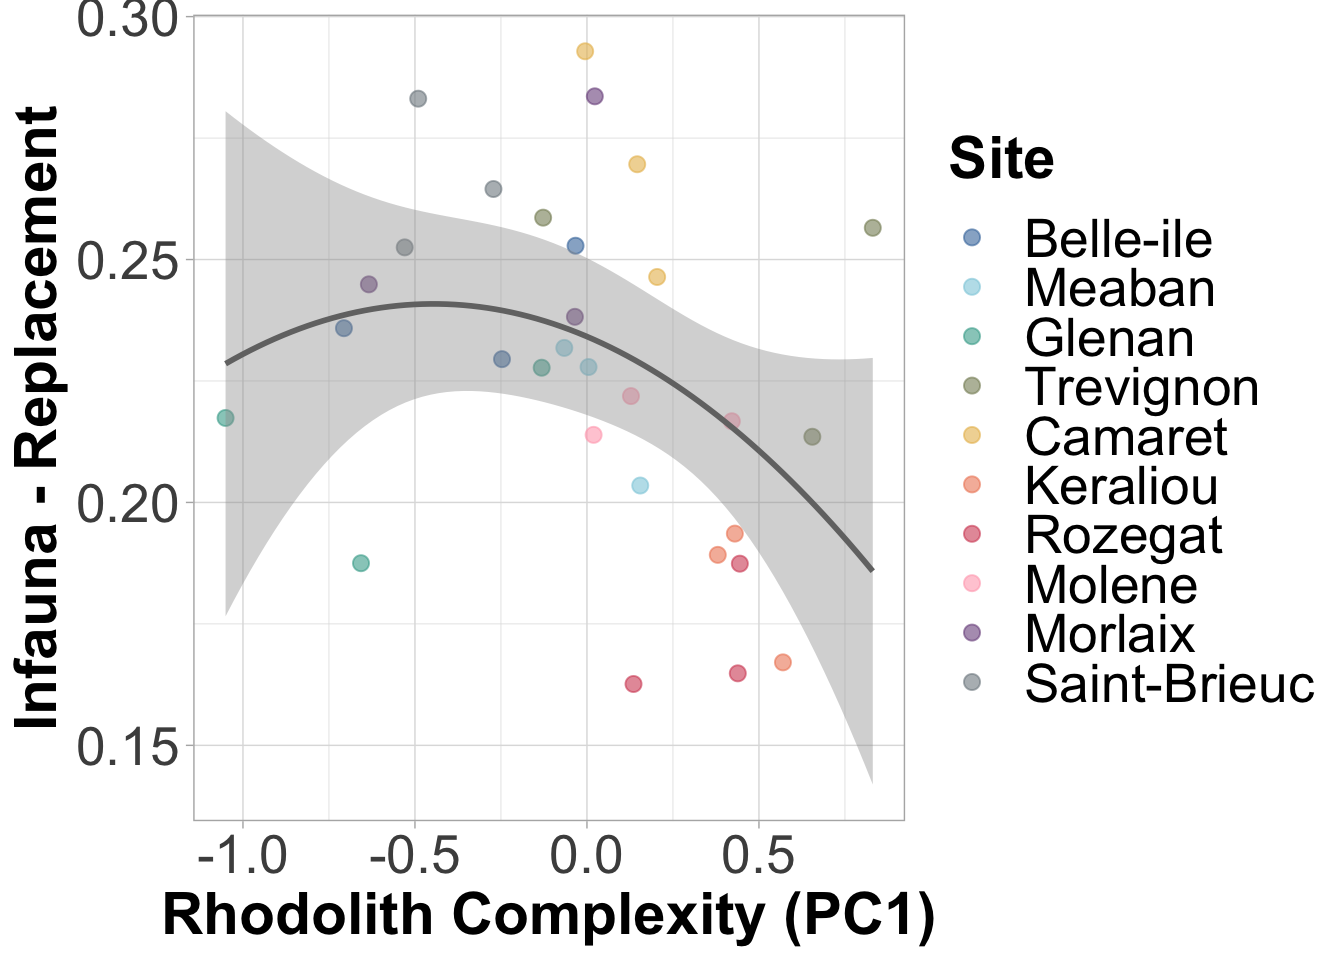 Infauna - Replacement
0.30
0.25
0.20
0.15
-1.0
-0.5
0.0
0.5
Rhodolith Complexity (PC1)
Site
Belle-ile
Meaban
Glenan
Trevignon
Camaret
Keraliou
Rozegat
Molene
Morlaix
Saint-Brieuc